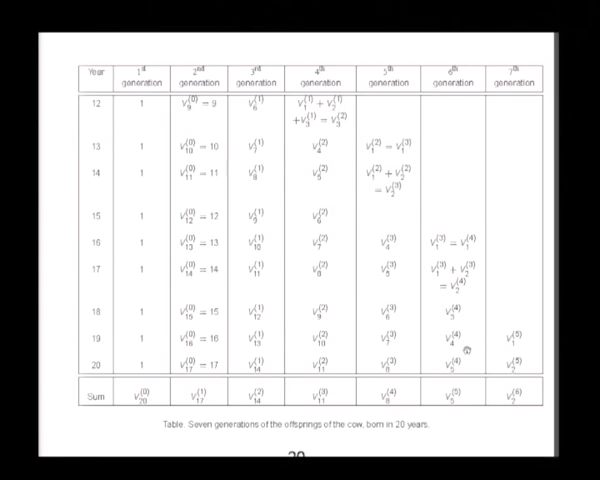 Year 1st generation 2nd generation 3rd generation 4th generation 5th generation 6th generation 7th generation
12 1 V_9^(0) = 9 V_6^(1) V_1^(1) + V_2^(1) + V_3^(1) = V_3^(2)
13 1 V_10^(0) = 10 V_7^(1) V_4^(2) V_1^(2) = V_1^(3)
14 1 V_11^(0) = 11 V_8^(1) V_5^(2) V_1^(2) + V_2^(2) = V_2^(3)
15 1 V_12^(0) = 12 V_9^(1) V_6^(2)
16 1 V_13^(0) = 13 V_10^(1) V_7^(2) V_4^(3) V_1^(3) = V_1^(4)
17 1 V_14^(0) = 14 V_11^(1) V_8^(2) V_5^(3) V_1^(3) + V_2^(3) = V_2^(4)
18 1 V_15^(0) = 15 V_12^(1) V_9^(2) V_6^(3) V_3^(4)
19 1 V_16^(0) = 16 V_13^(1) V_10^(2) V_7^(3) V_4^(4) V_1^(5)
20 1 V_17^(0) = 17 V_14^(1) V_11^(2) V_8^(3) V_5^(4) V_2^(5)
Sum V_20^(0) V_17^(1) V_14^(2) V_11^(3) V_8^(4) V_5^(5) V_2^(6)
Table. Seven generations of the offsprings of the cow, born in 20 years.